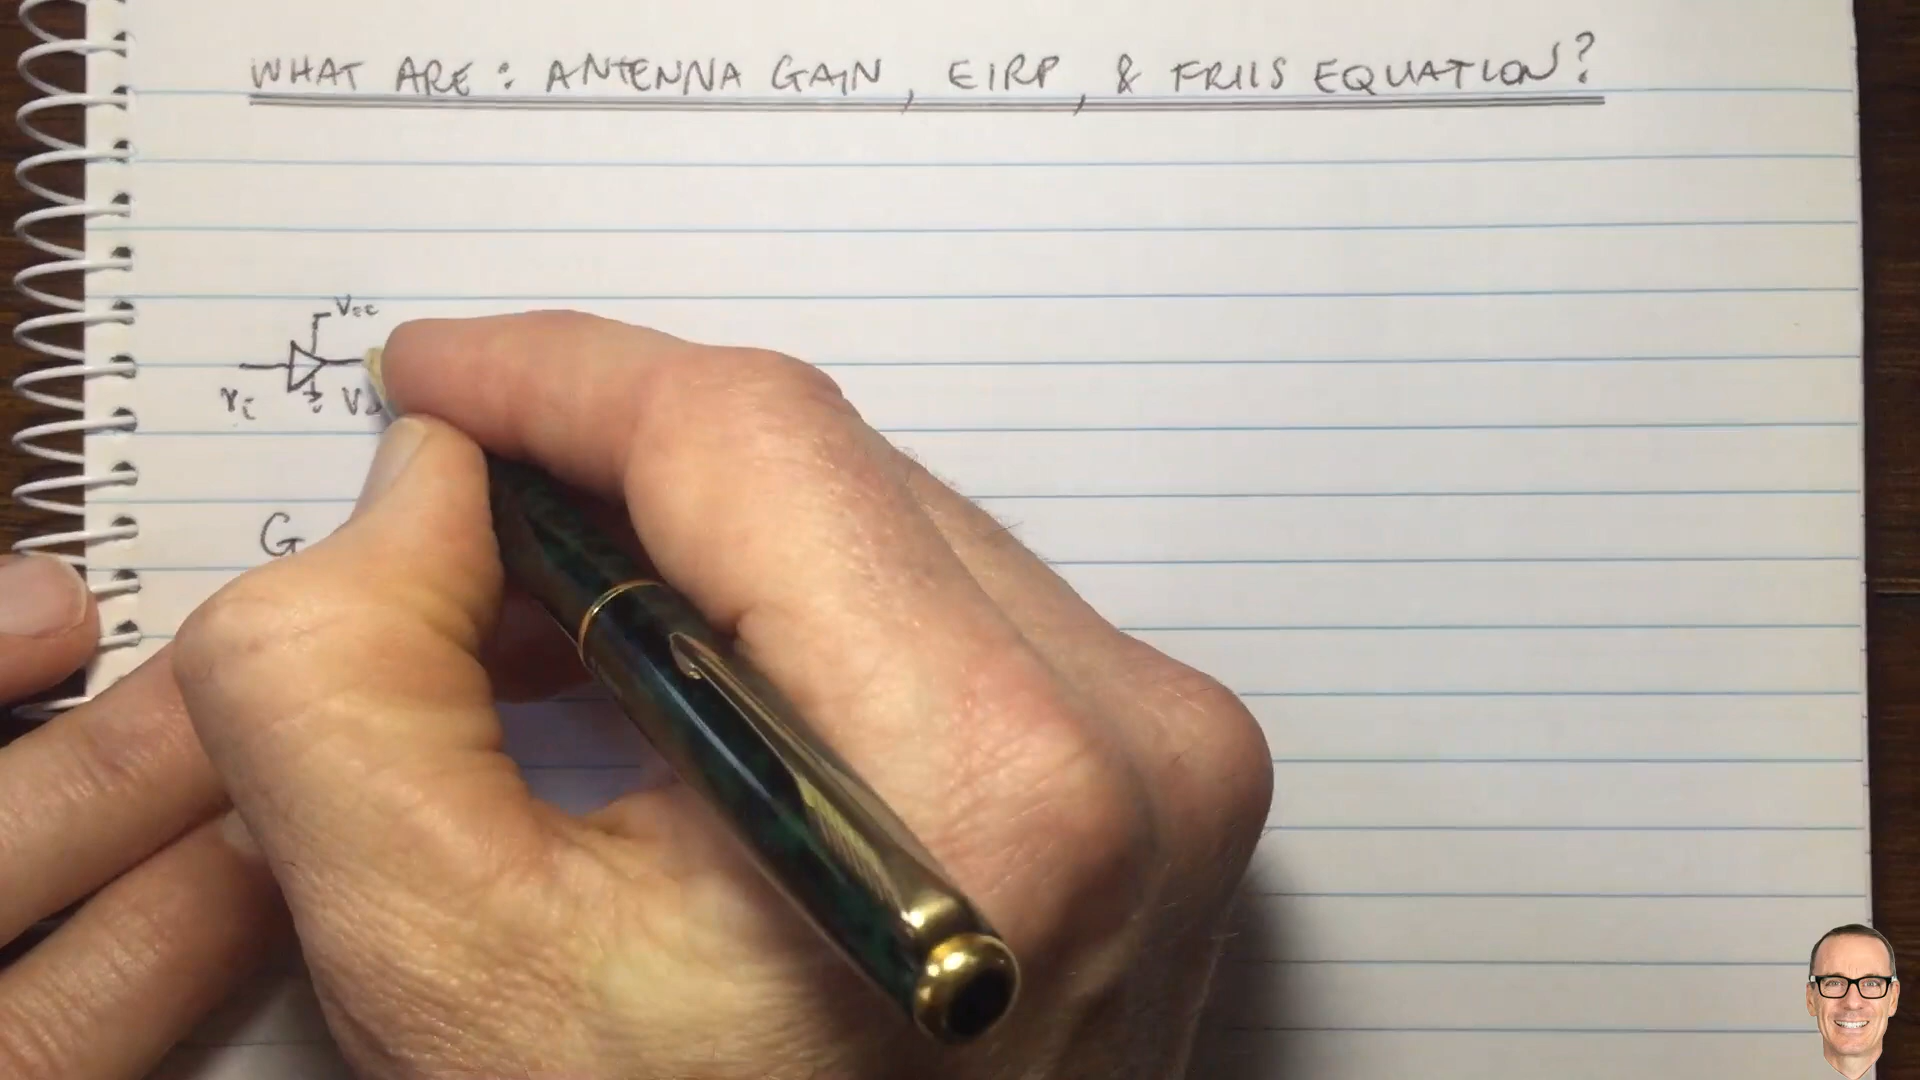 WHAT ARE: ANTENNA GAIN, EIRP, & FRIIS EQUATION?
Vcc
Vi
G